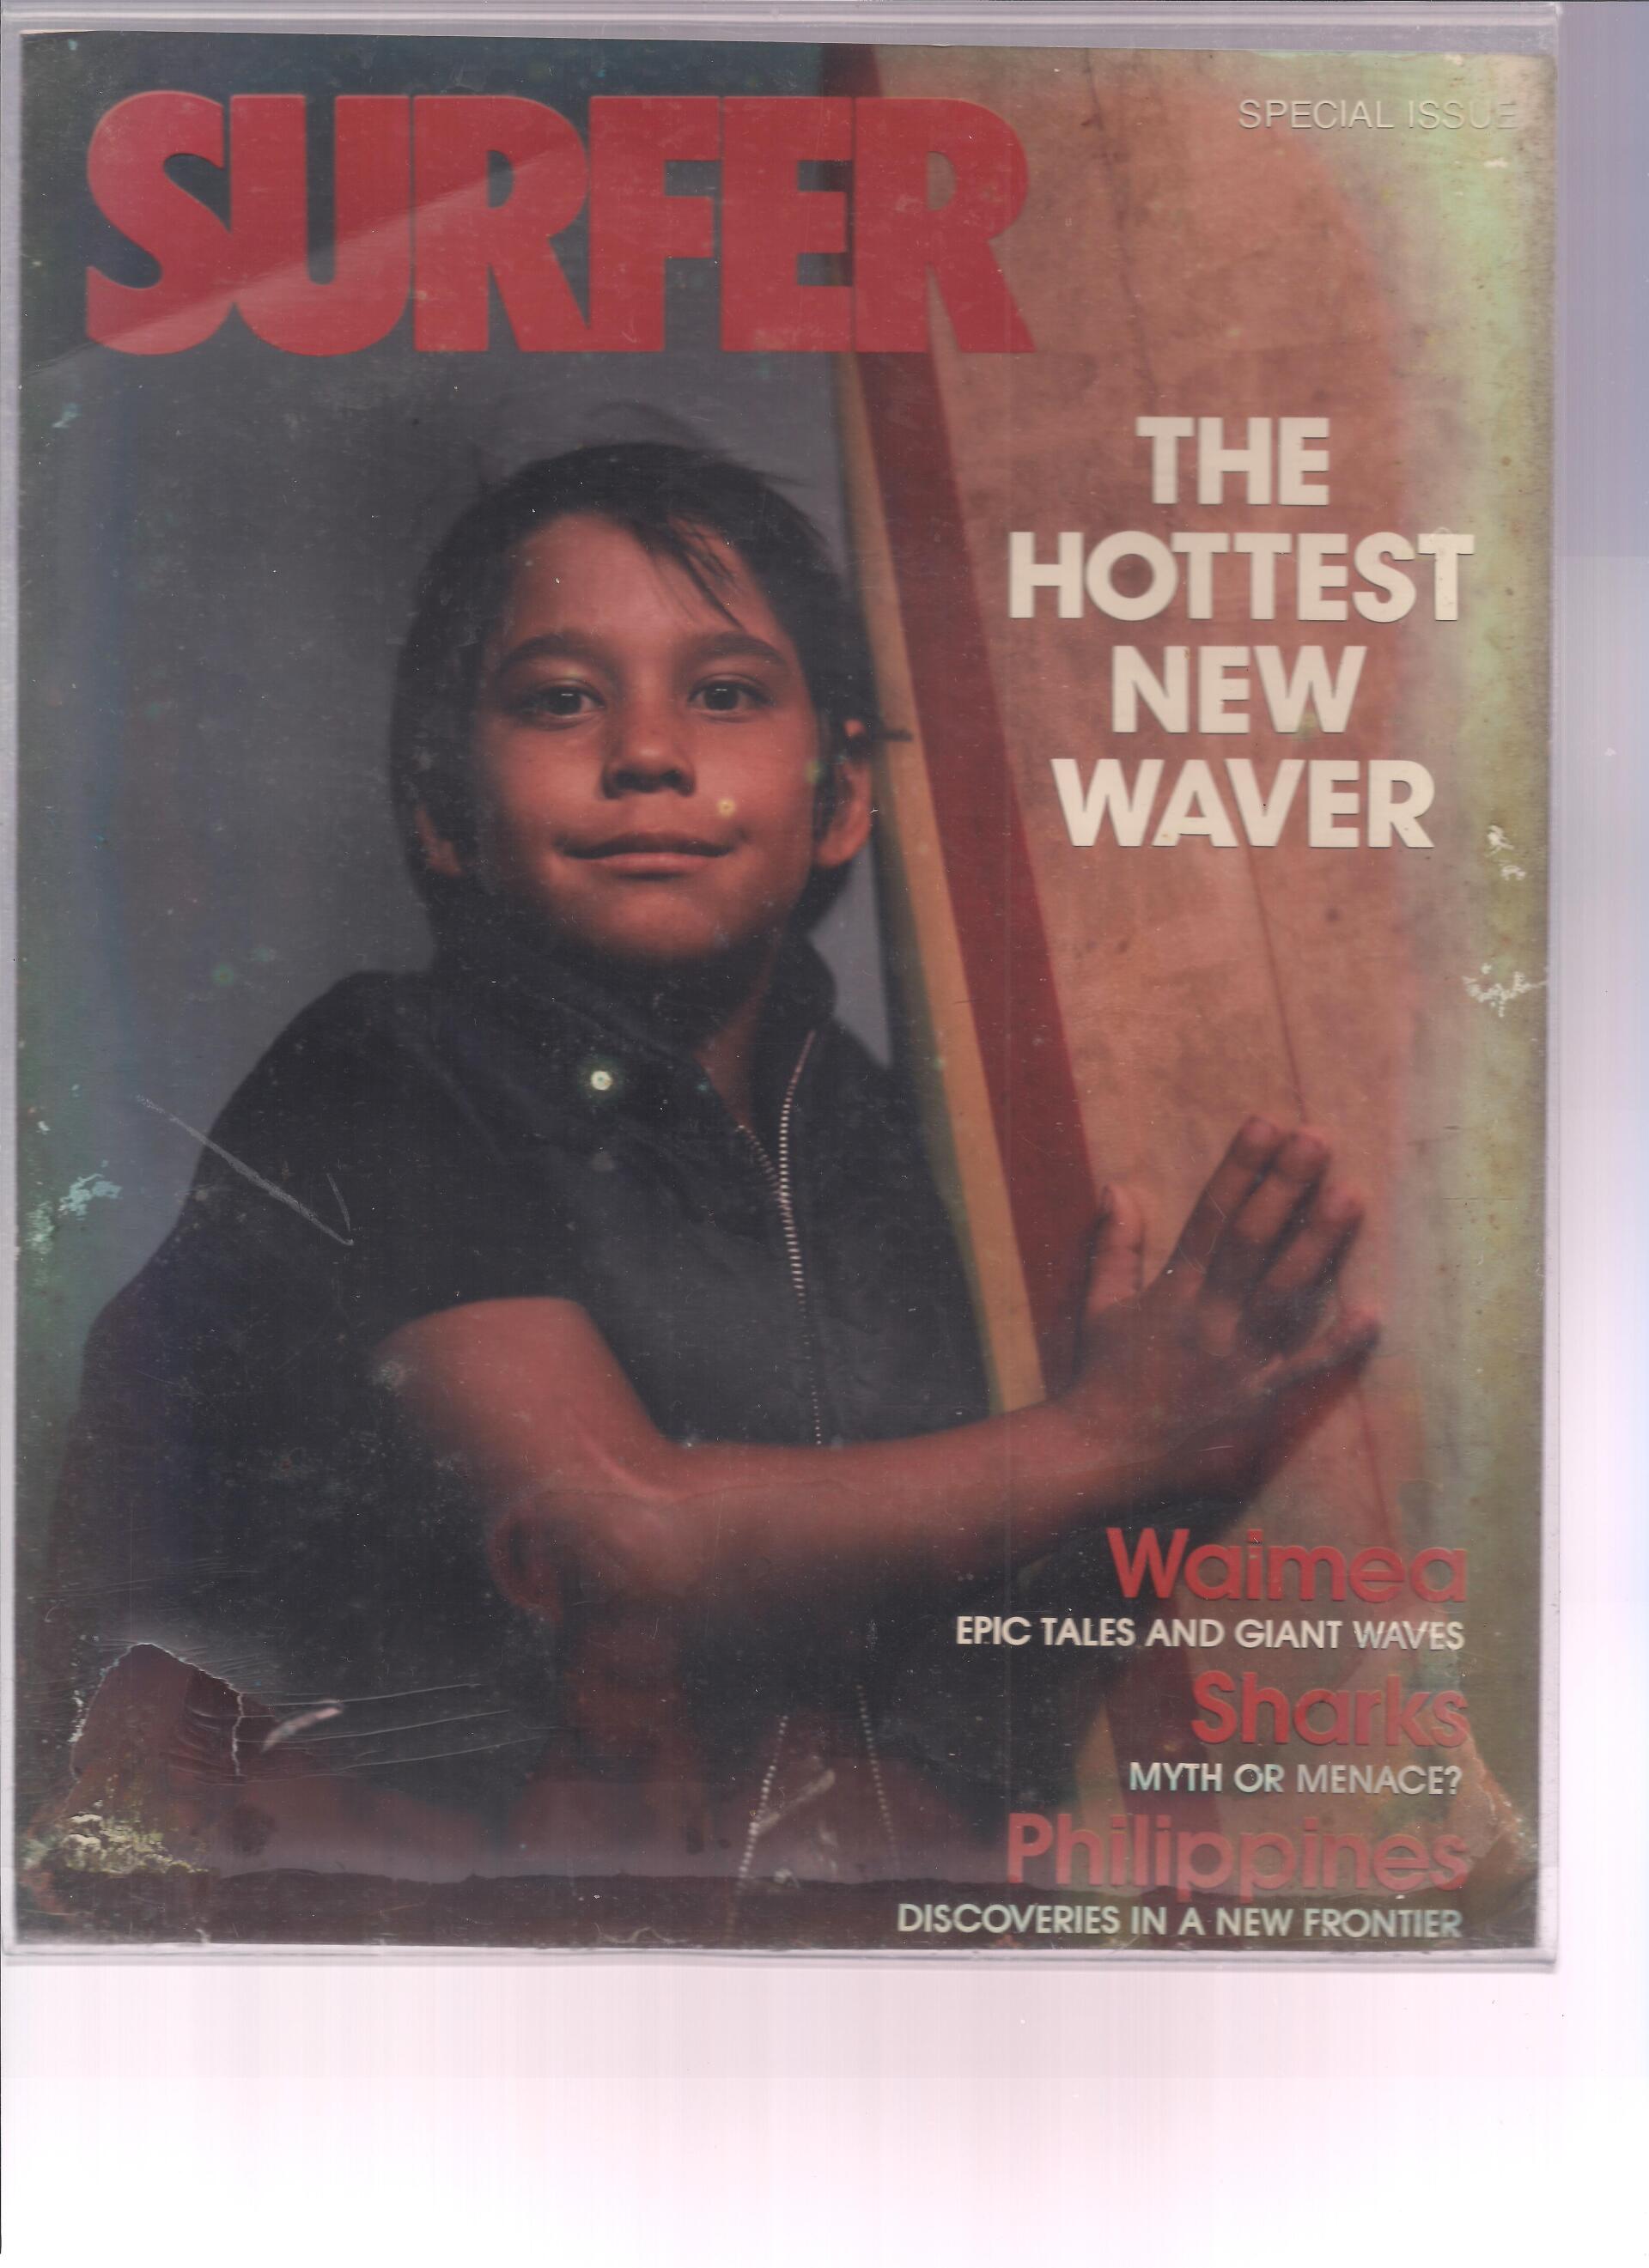 SURFER
SPECIAL ISSUE
THE
HOTTEST
NEW
WAVER
Waimea
EPIC TALES AND GIANT WAVES
Sharks
MYTH OR MENACE?
Philippines
DISCOVERIES IN A NEW FRONTIER